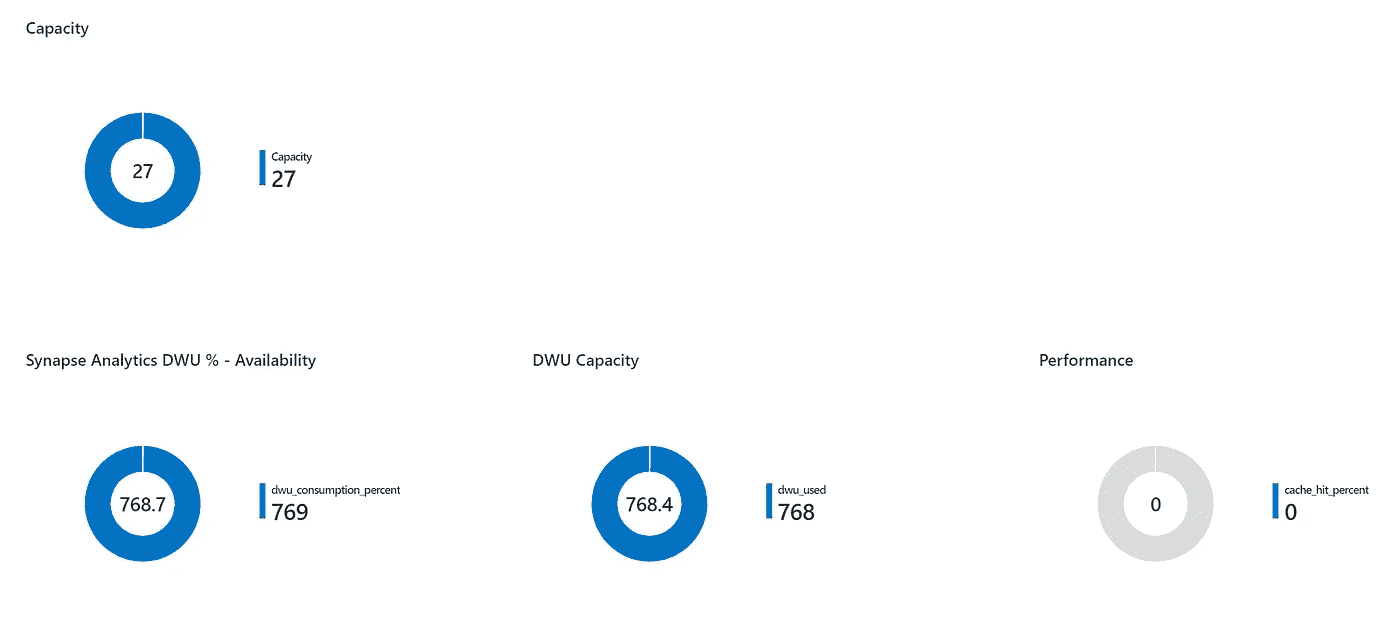 Capacity
27
Capacity
27
Synapse Analytics DWU % - Availability
768.7
dwu_consumption_percent
769
DWU Capacity
768.4
dwu_used
768
Performance
0
cache_hit_percent
0